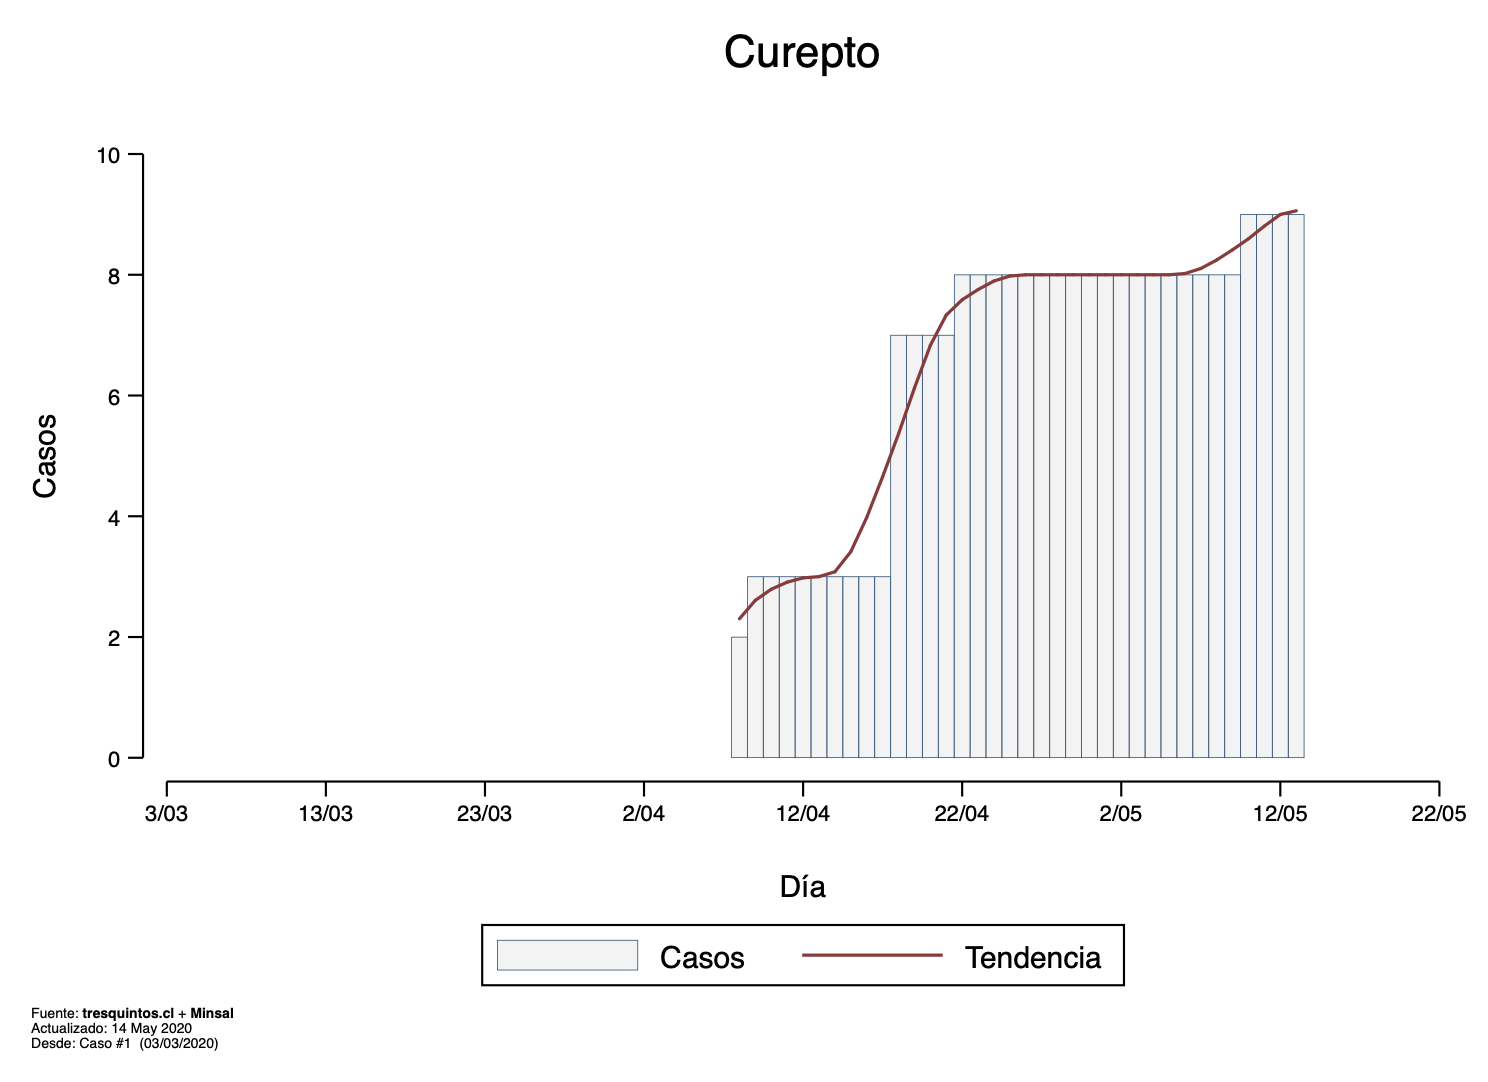 Curepto
10
8
6
4
2
0
Casos
3/03
13/03
23/03
2/04
12/04
22/04
2/05
12/05
22/05
Día
Casos
Tendencia
Fuente: tresquintos.cl + Minsal
Actualizado: 14 May 2020
Desde: Caso #1 (03/03/2020)